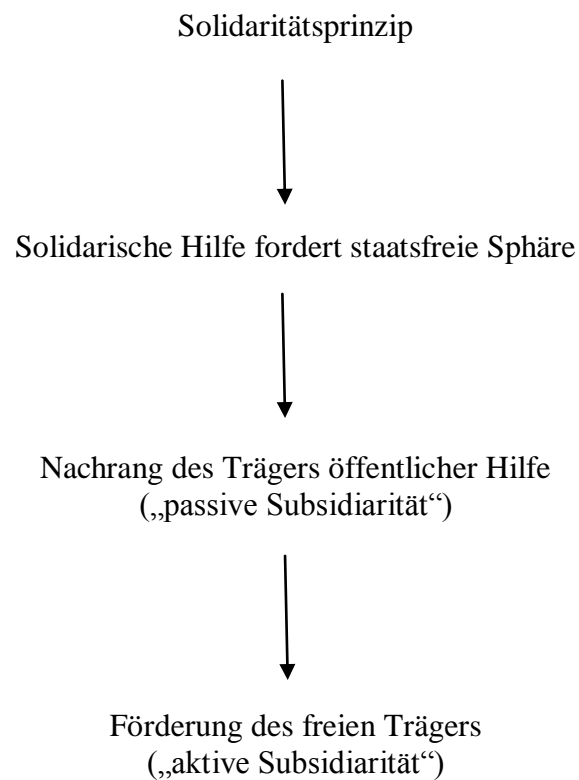 Solidaritätsprinzip
Solidarische Hilfe fordert staatsfreie Sphäre
Nachrang des Trägers öffentlicher Hilfe
(„passive Subsidiarität“)
Förderung des freien Trägers
(„aktive Subsidiarität“)